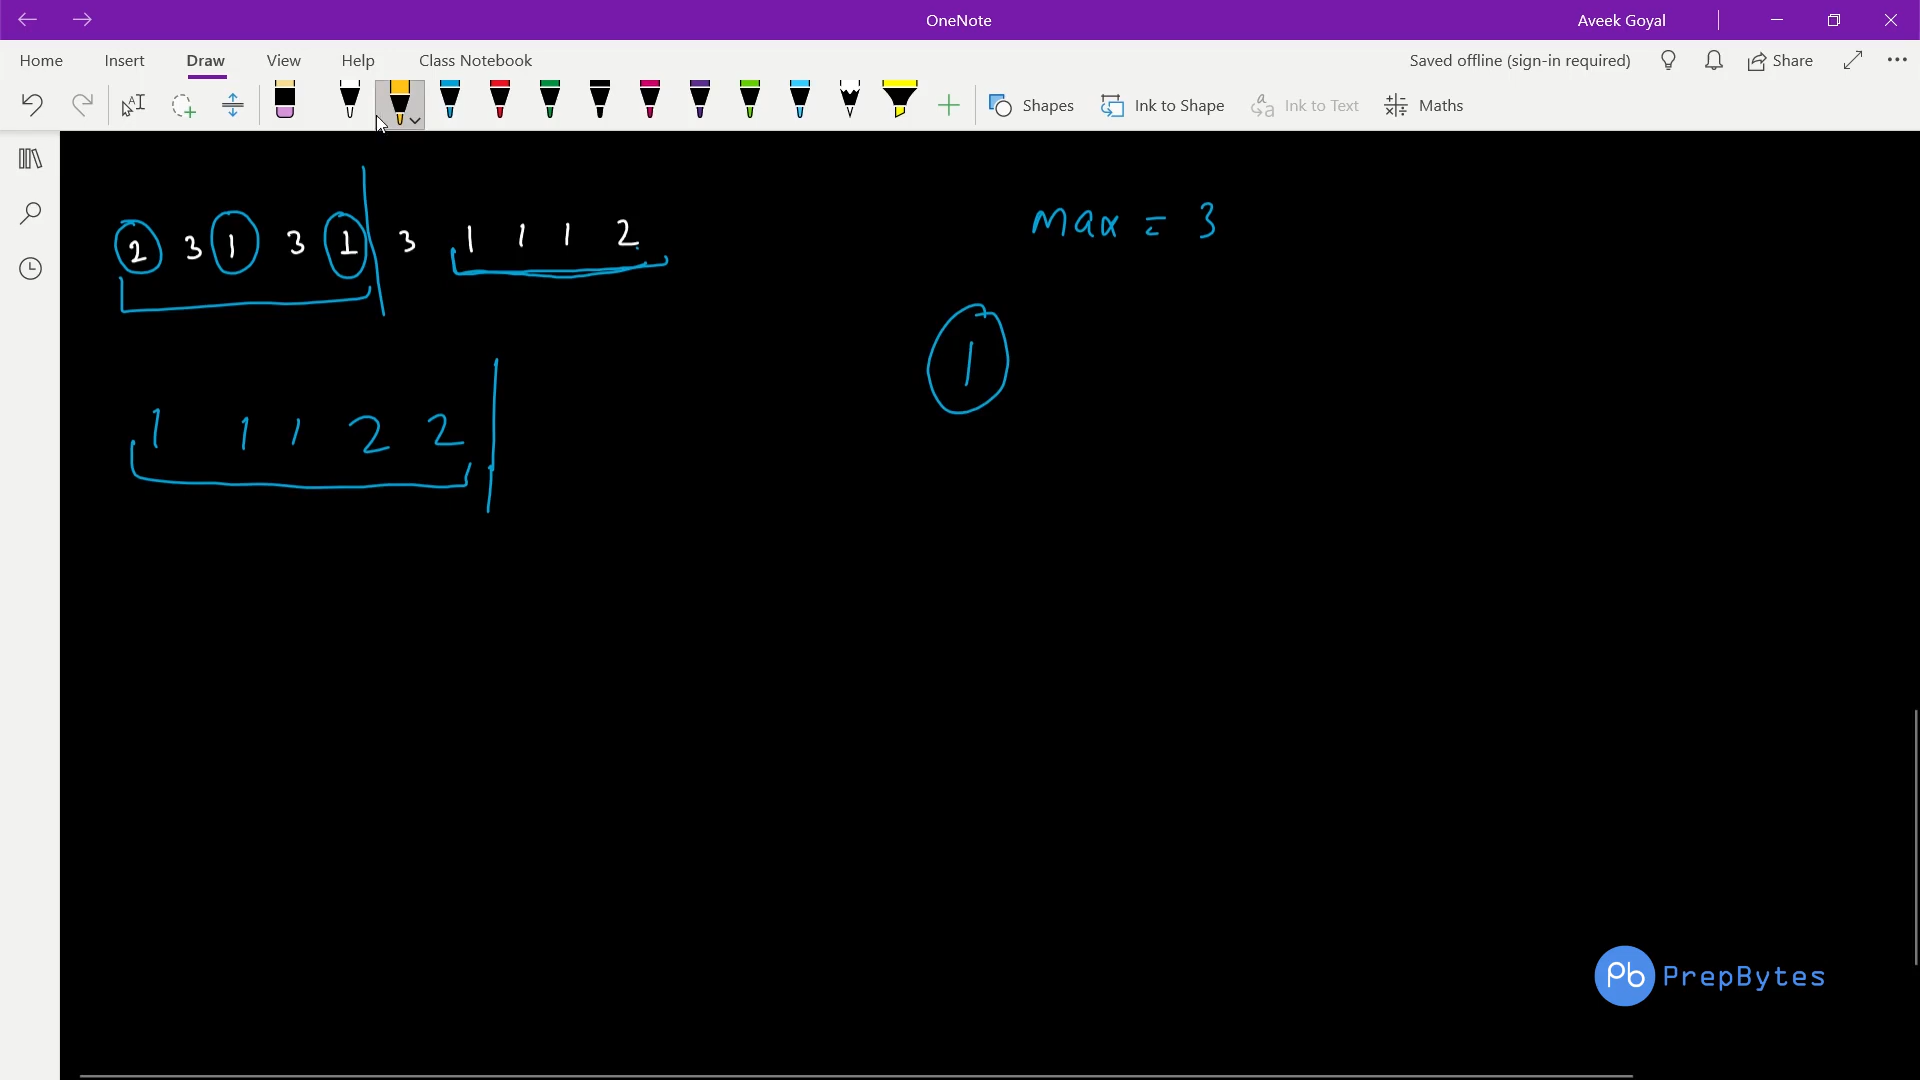 OneNote
Aveek Goyal
Home Insert Draw View Help Class Notebook
Saved offline (sign-in required) Share
Shapes Ink to Shape Ink to Text Maths
2 3 1 3 1 3 1 1 1 2
max = 3
1
1 1 1 2 2
Pb PrepBytes